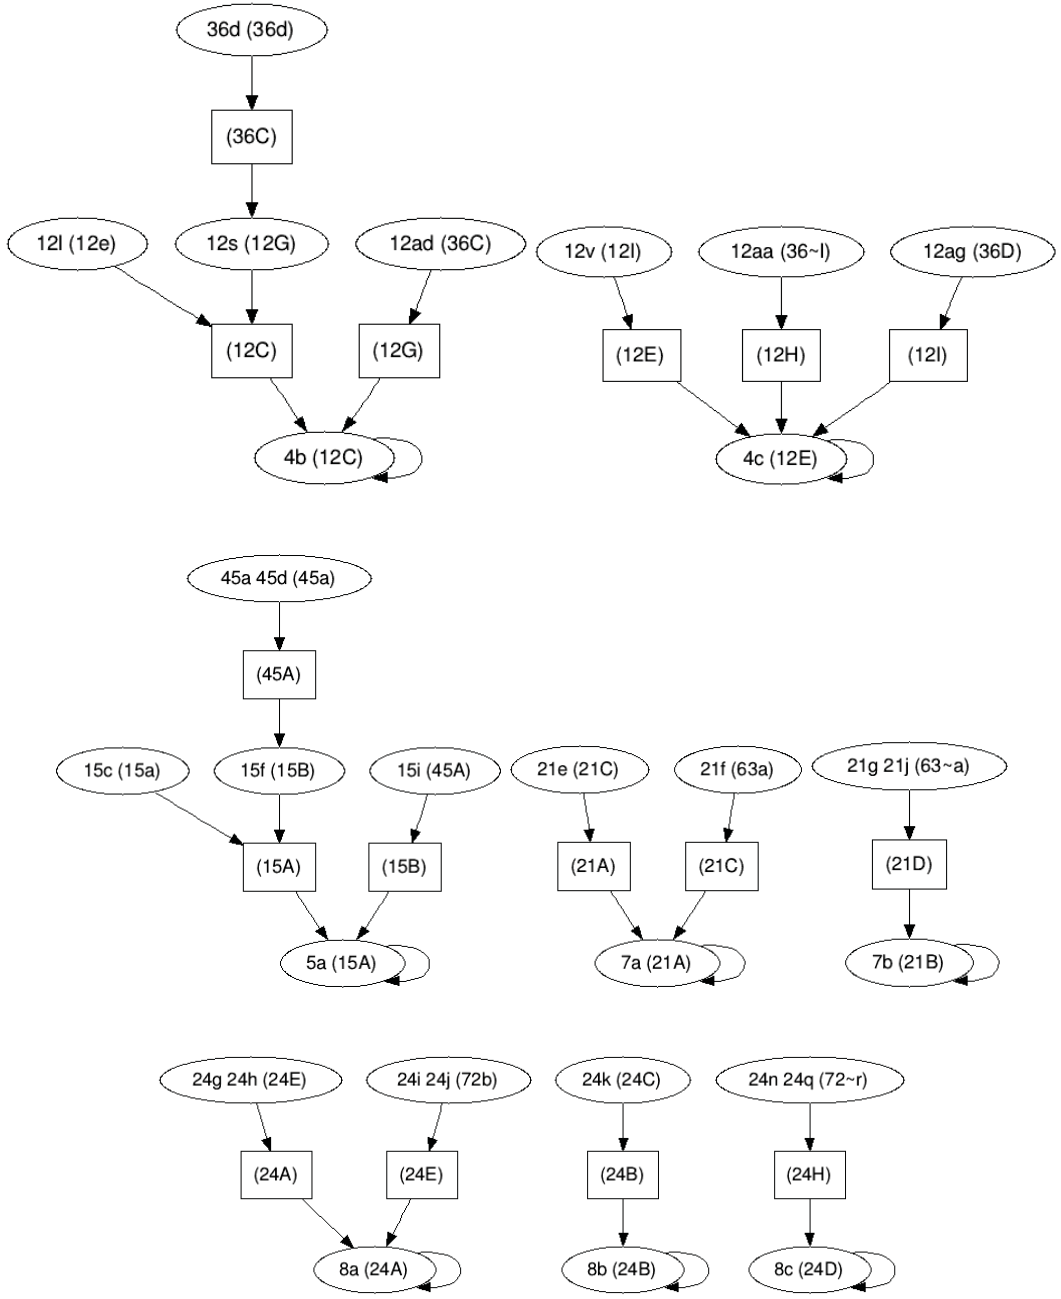 36d (36d)
(36C)
12l (12e)
12s (12G)
12ad (36C)
12v (12I)
12aa (36~l)
12ag (36D)
(12C)
(12G)
(12E)
(12H)
(12I)
4b (12C)
4c (12E)
45a 45d (45a)
(45A)
15c (15a)
15f (15B)
15i (45A)
21e (21C)
21f (63a)
21g 21j (63~a)
(15A)
(15B)
(21A)
(21C)
(21D)
5a (15A)
7a (21A)
7b (21B)
24g 24h (24E)
24i 24j (72b)
24k (24C)
24n 24q (72~r)
(24A)
(24E)
(24B)
(24H)
8a (24A)
8b (24B)
8c (24D)